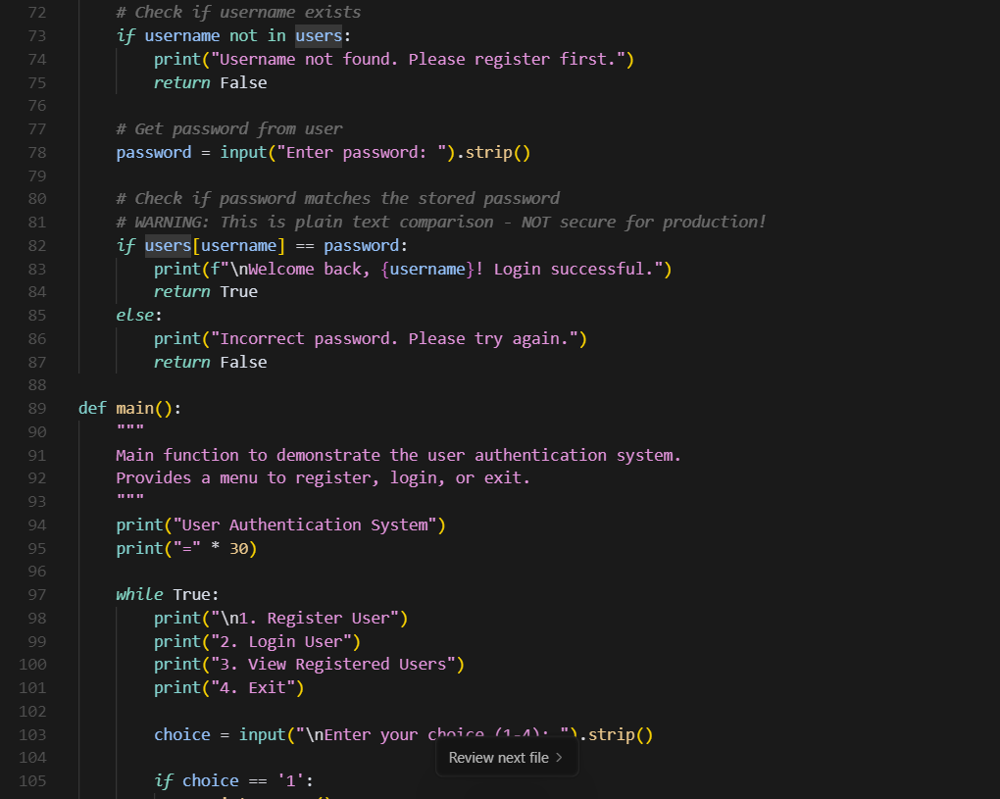 72 # Check if username exists
73 if username not in users:
74 print("Username not found. Please register first.")
75 return False
76
77 # Get password from user
78 password = input("Enter password: ").strip()
79
80 # Check if password matches the stored password
81 # WARNING: This is plain text comparison - NOT secure for production!
82 if users[username] == password:
83 print(f"\nWelcome back, {username}! Login successful.")
84 return True
85 else:
86 print("Incorrect password. Please try again.")
87 return False
88
89 def main():
90 """
91 Main function to demonstrate the user authentication system.
92 Provides a menu to register, login, or exit.
93 """
94 print("User Authentication System")
95 print("=" * 30)
96
97 while True:
98 print("\n1. Register User")
99 print("2. Login User")
100 print("3. View Registered Users")
101 print("4. Exit")
102
103 choice = input("\nEnter your choice (1-4): ").strip()
104
Review next file >
105 if choice == '1':